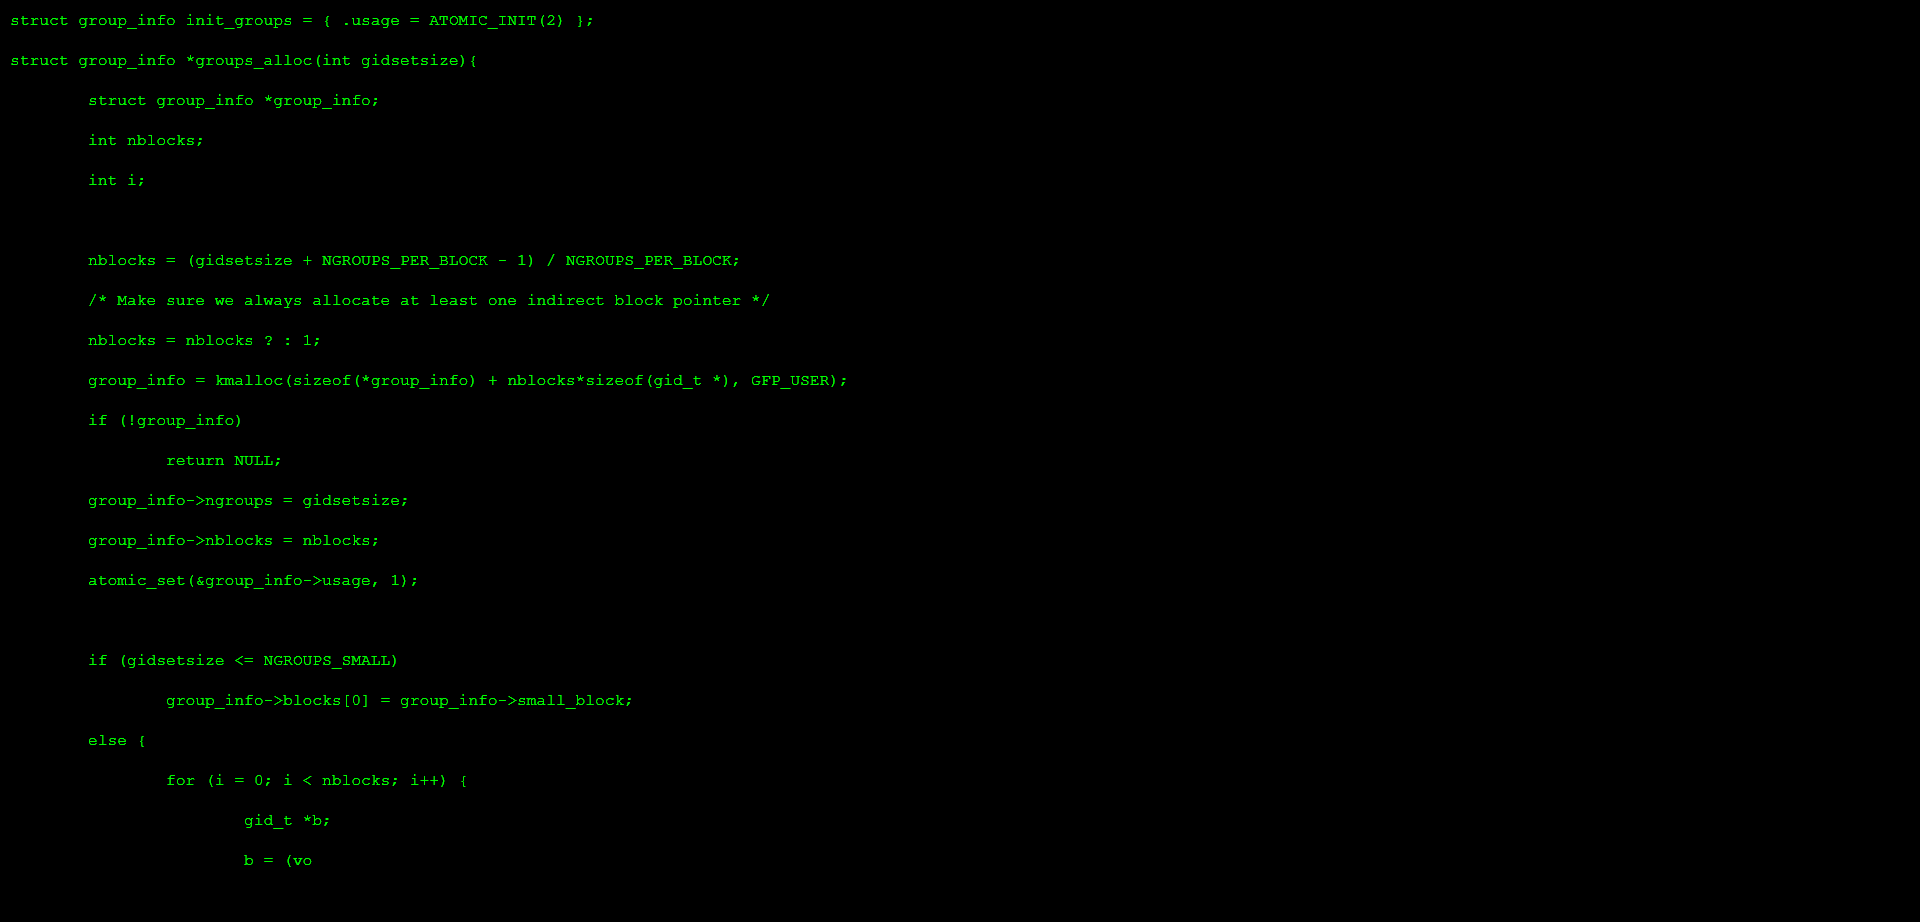 struct group_info init_groups = { .usage = ATOMIC_INIT(2) };
struct group_info *groups_alloc(int gidsetsize){
        struct group_info *group_info;
        int nblocks;
        int i;

        nblocks = (gidsetsize + NGROUPS_PER_BLOCK - 1) / NGROUPS_PER_BLOCK;
        /* Make sure we always allocate at least one indirect block pointer */
        nblocks = nblocks ? : 1;
        group_info = kmalloc(sizeof(*group_info) + nblocks*sizeof(gid_t *), GFP_USER);
        if (!group_info)
                return NULL;
        group_info->ngroups = gidsetsize;
        group_info->nblocks = nblocks;
        atomic_set(&group_info->usage, 1);

        if (gidsetsize <= NGROUPS_SMALL)
                group_info->blocks[0] = group_info->small_block;
        else {
                for (i = 0; i < nblocks; i++) {
                        gid_t *b;
                        b = (vo